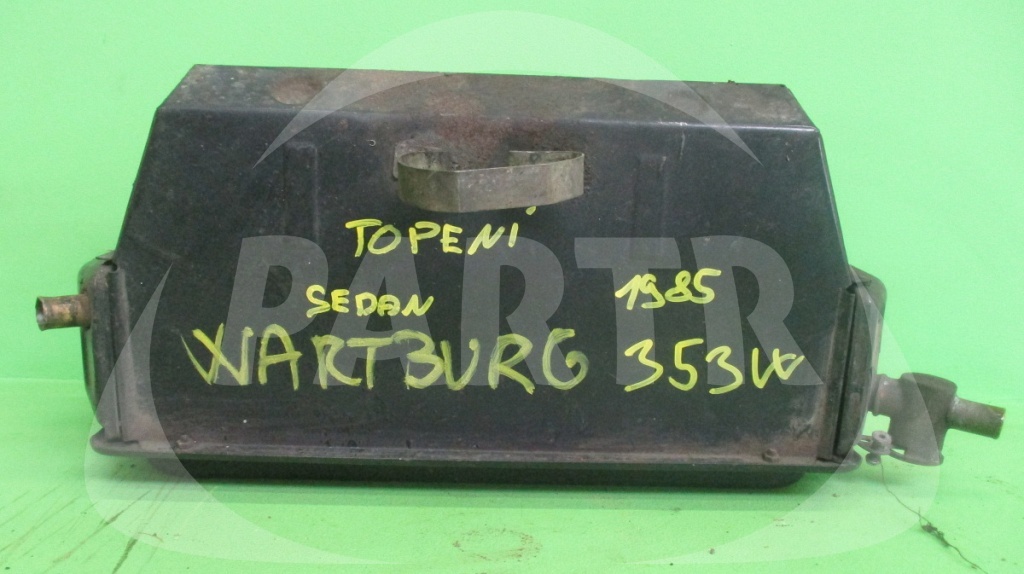 TOPENÍ
SEDAN 1985
WARTBURG 353W
PARTR